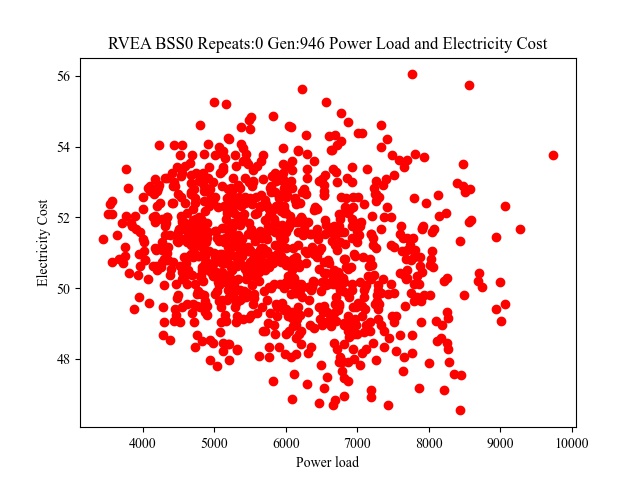 RVEA BSS0 Repeats:0 Gen:946 Power Load and Electricity Cost
56
54
52
50
48
Electricity Cost
4000 5000 6000 7000 8000 9000 10000
Power load